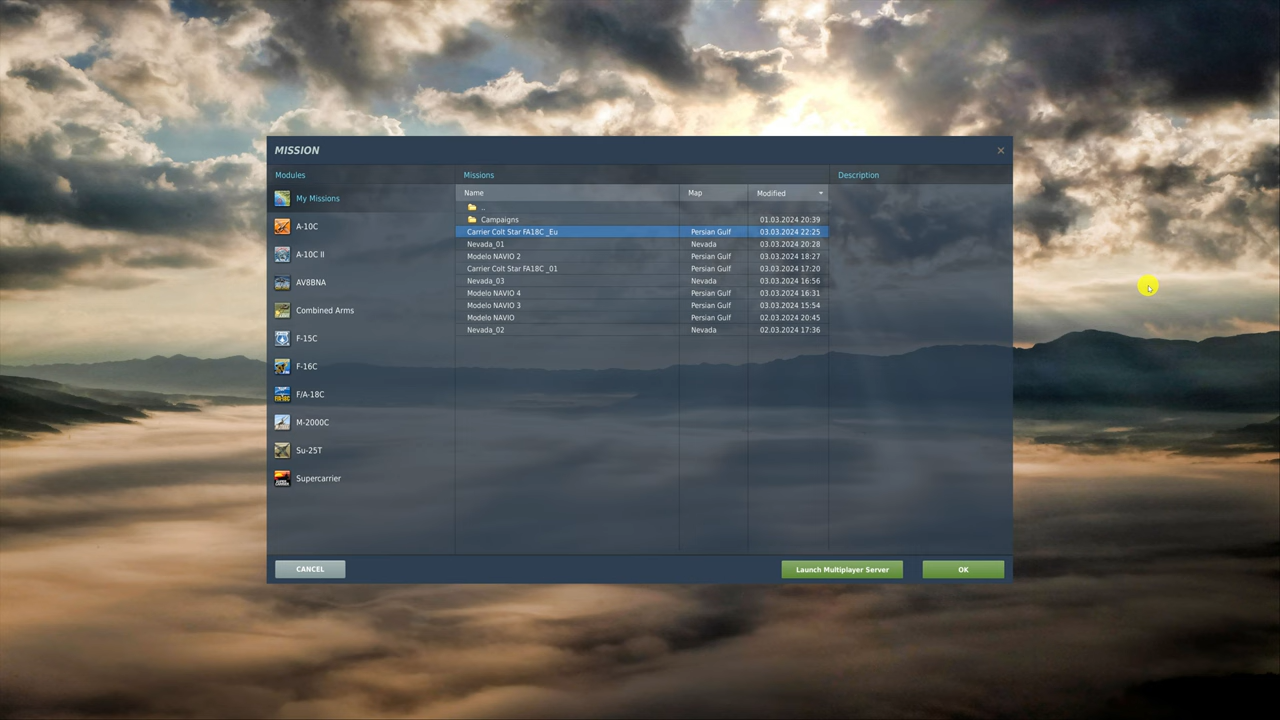 MISSION
Modules Missions Description
Name Map Modified
My Missions
A-10C
A-10C II
AV8BNA
Combined Arms
F-15C
F-16C
F/A-18C
M-2000C
Su-25T
Supercarrier
..
Campaigns 01.03.2024 20:39
Carrier Colt Star FA18C _Eu Persian Gulf 03.03.2024 22:25
Nevada_01 Nevada 03.03.2024 20:28
Modelo NAVIO 2 Persian Gulf 03.03.2024 18:27
Carrier Colt Star FA18C _01 Persian Gulf 03.03.2024 17:20
Nevada_03 Nevada 03.03.2024 16:56
Modelo NAVIO 4 Persian Gulf 03.03.2024 16:31
Modelo NAVIO 3 Persian Gulf 03.03.2024 15:54
Modelo NAVIO Persian Gulf 02.03.2024 20:45
Nevada_02 Nevada 02.03.2024 17:36
CANCEL Launch Multiplayer Server OK